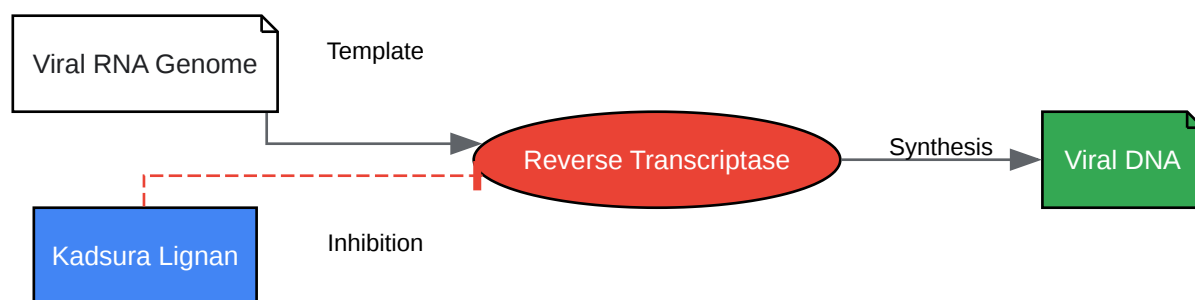 Viral RNA Genome
Template
Reverse Transcriptase
Synthesis
Viral DNA
Kadsura Lignan
Inhibition